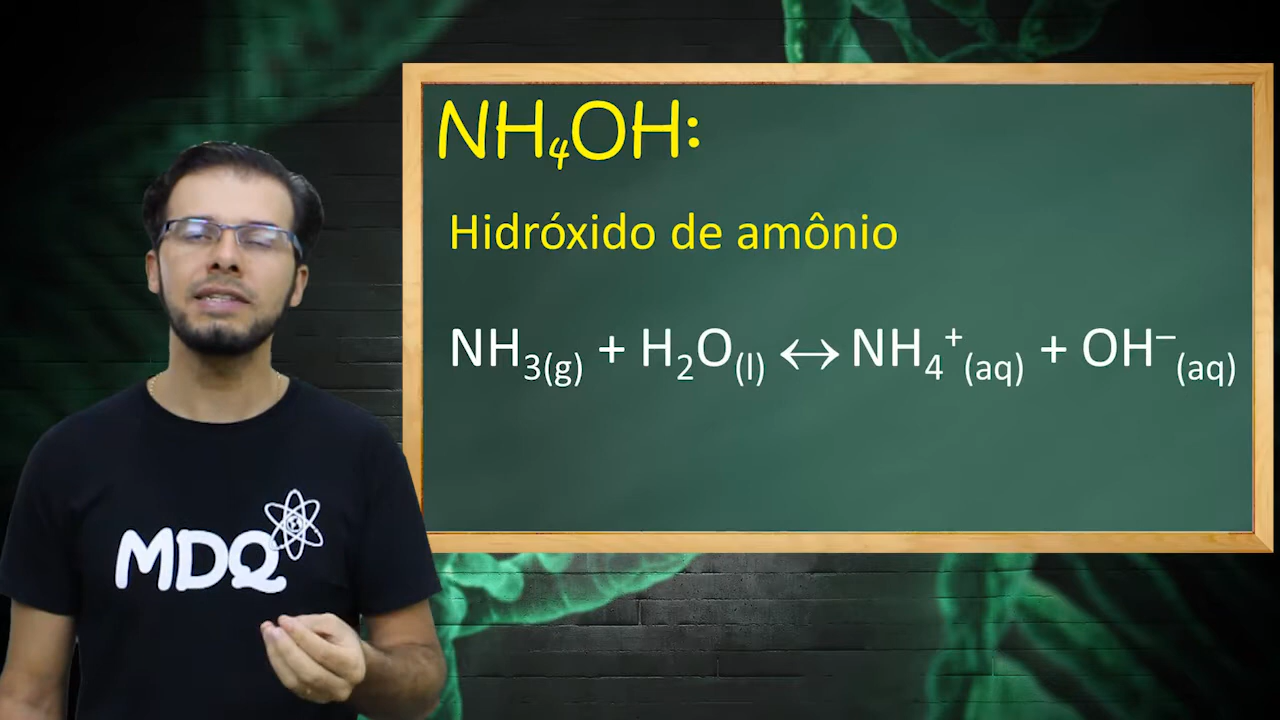 NH₄OH:
Hidróxido de amônio
NH₃(g) + H₂O(l) ↔ NH₄⁺(aq) + OH⁻(aq)
MDQ